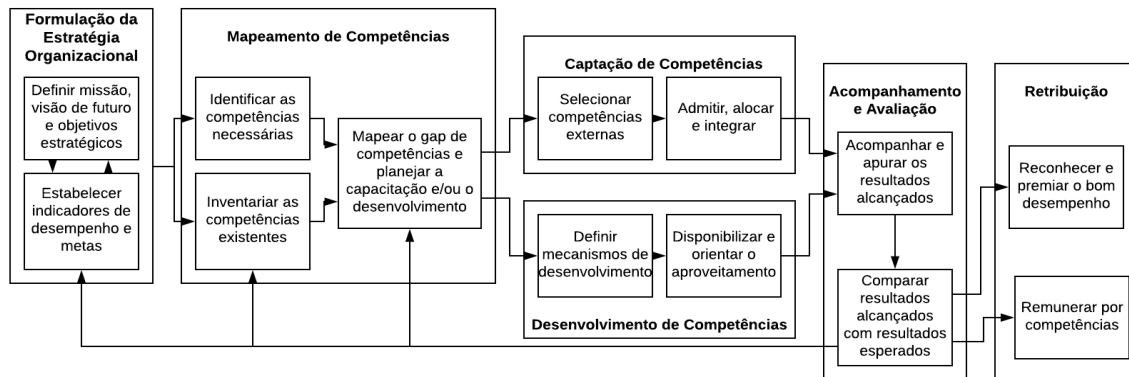 Formulação da
Estratégia
Organizacional
Definir missão,
visão de futuro
e objetivos
estratégicos
Estabelecer
indicadores de
desempenho e
metas
Mapeamento de Competências
Identificar as
competências
necessárias
Inventariar as
competências
existentes
Mapear o gap de
competências e
planejar a
capacitação e/ou o
desenvolvimento
Captação de Competências
Selecionar
competências
externas
Admitir, alocar
e integrar
Definir
mecanismos de
desenvolvimento
Disponibilizar e
orientar o
aproveitamento
Desenvolvimento de Competências
Acompanhamento
e Avaliação
Acompanhar e
apurar os
resultados
alcançados
Comparar
resultados
alcançados
com resultados
esperados
Retribuição
Reconhecer e
premiar o bom
desempenho
Remunerar por
competências